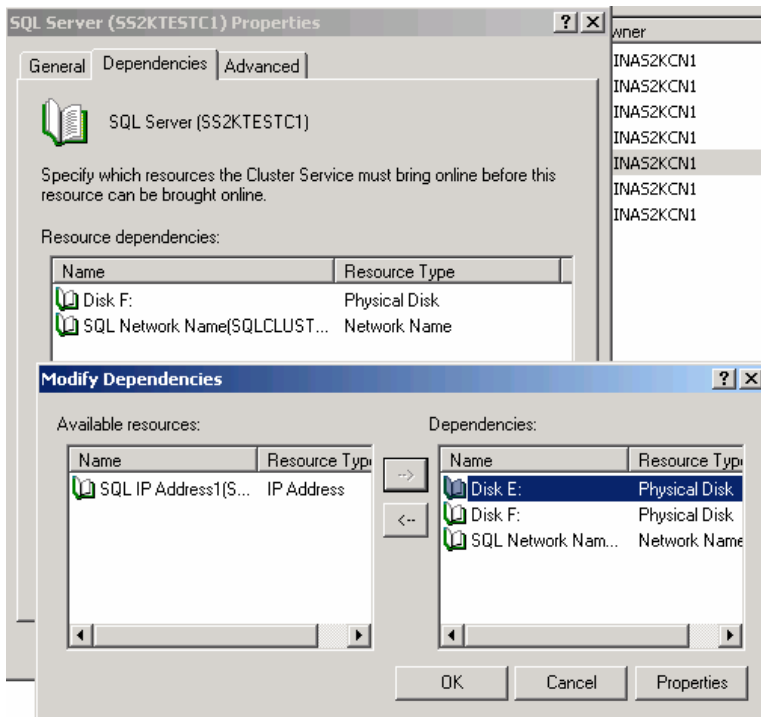 SQL Server (SS2KTESTC1) Properties
wner
General Dependencies Advanced
INAS2KCN1
INAS2KCN1
INAS2KCN1
INAS2KCN1
INAS2KCN1
INAS2KCN1
INAS2KCN1
SQL Server (SS2KTESTC1)
Specify which resources the Cluster Service must bring online before this
resource can be brought online.
Resource dependencies:
Name Resource Type
Disk F: Physical Disk
SQL Network Name(SQLCLUST... Network Name
Modify Dependencies
Available resources:
Name Resource Typ
SQL IP Address1(S... IP Address
-->
<--
Dependencies:
Name Resource Typ
Disk E: Physical Disk
Disk F: Physical Disk
SQL Network Nam... Network Name
OK Cancel Properties